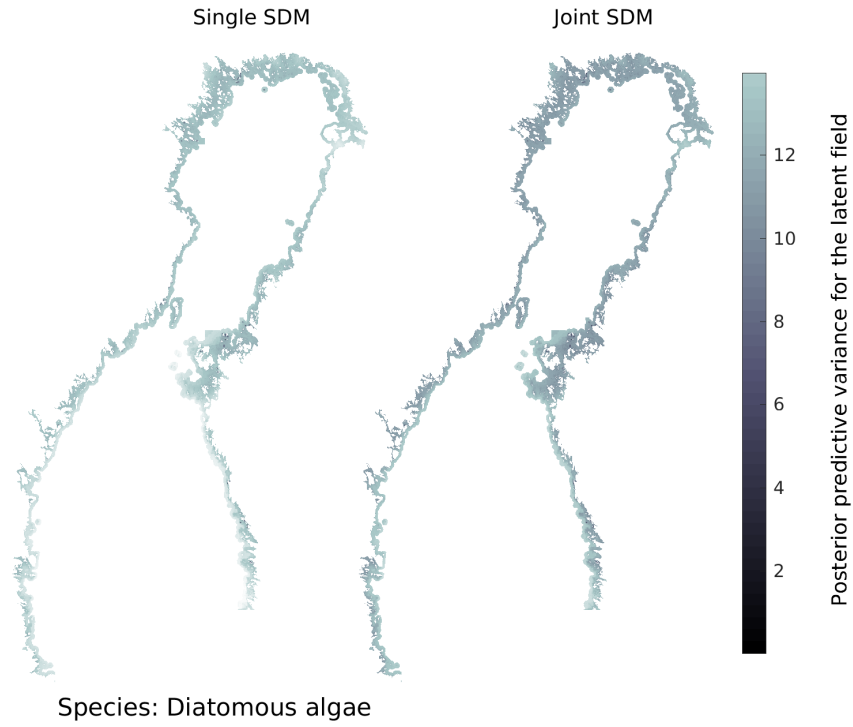 Single SDM
Joint SDM
12
10
8
6
4
2
Posterior predictive variance for the latent field
Species: Diatomous algae